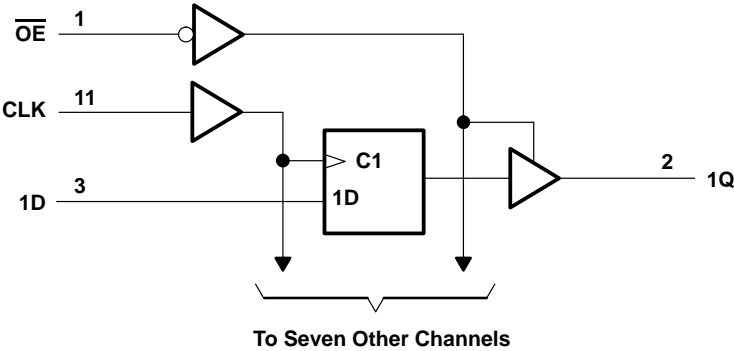 OE 1
CLK 11
C1
1D 3
1D
2 1Q
To Seven Other Channels